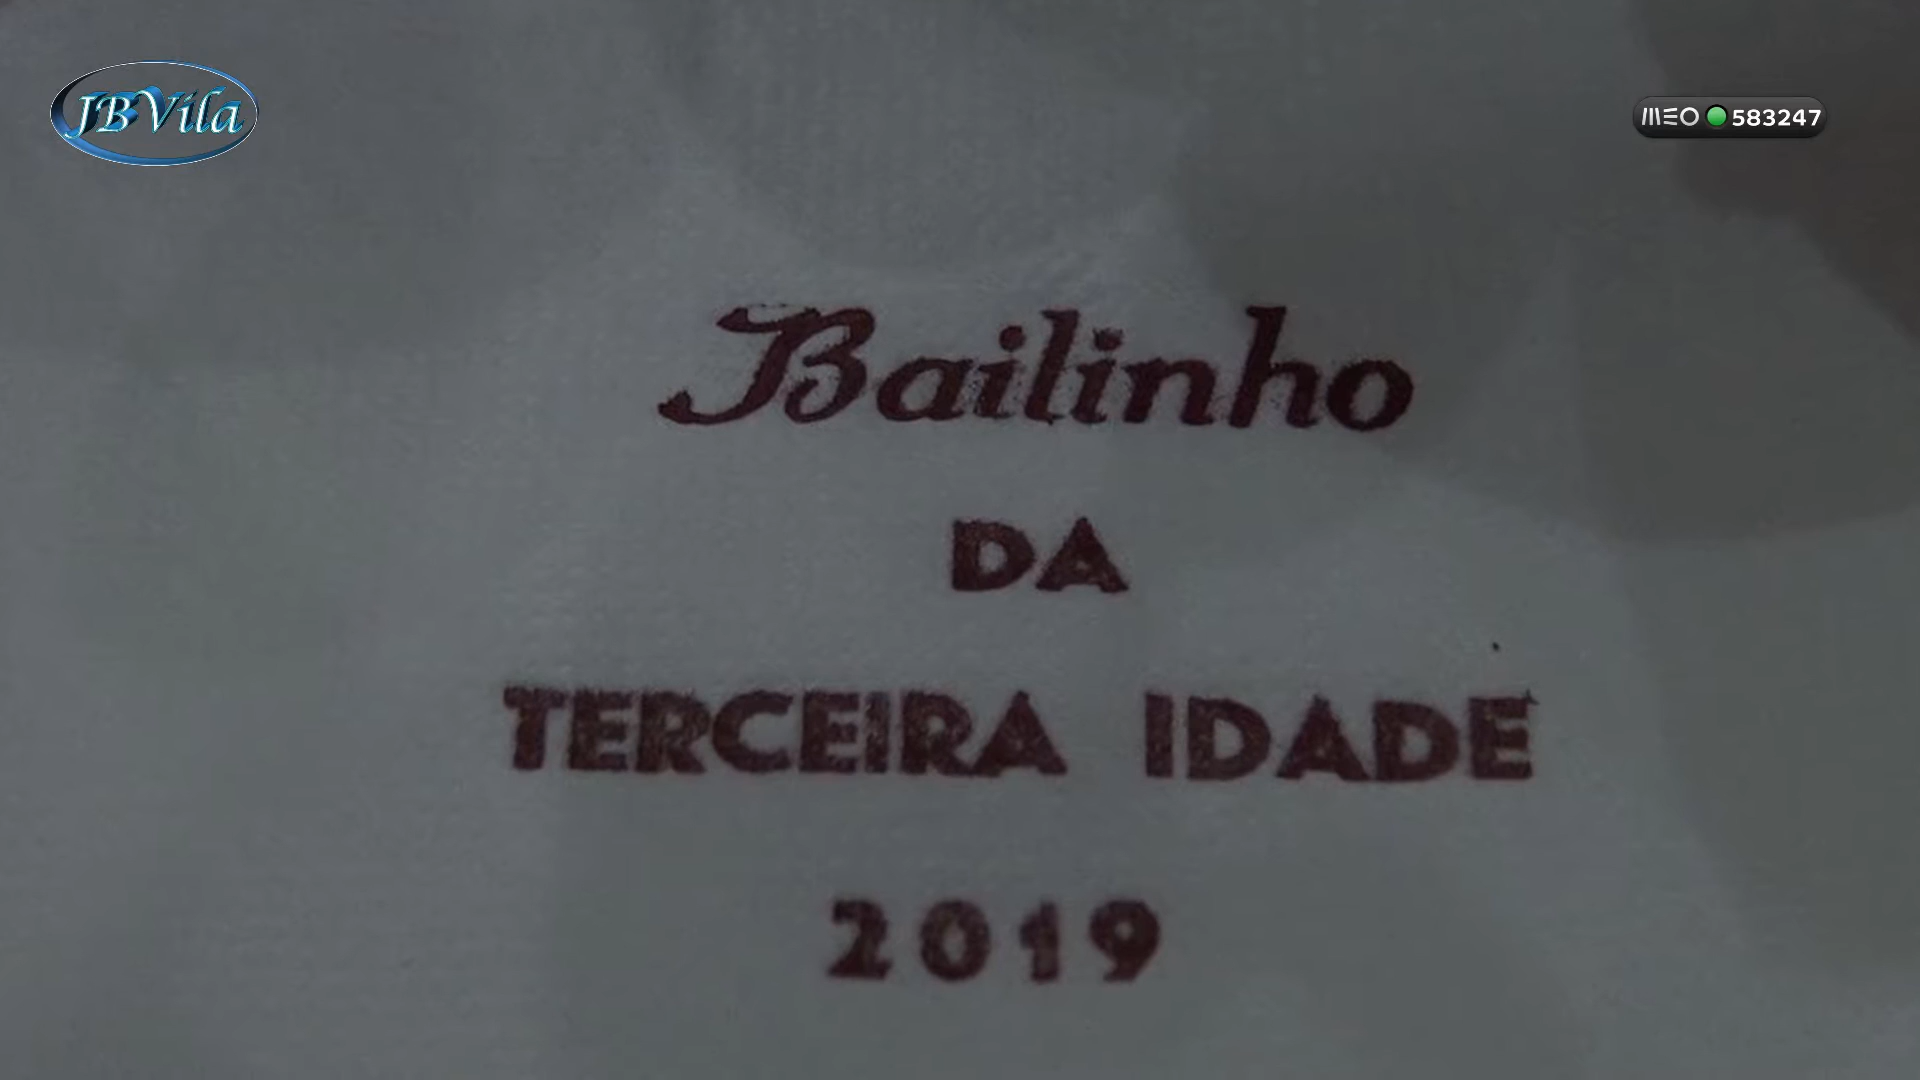 JBVila
MEO 583247
Bailinho
DA
TERCEIRA IDADE
2019